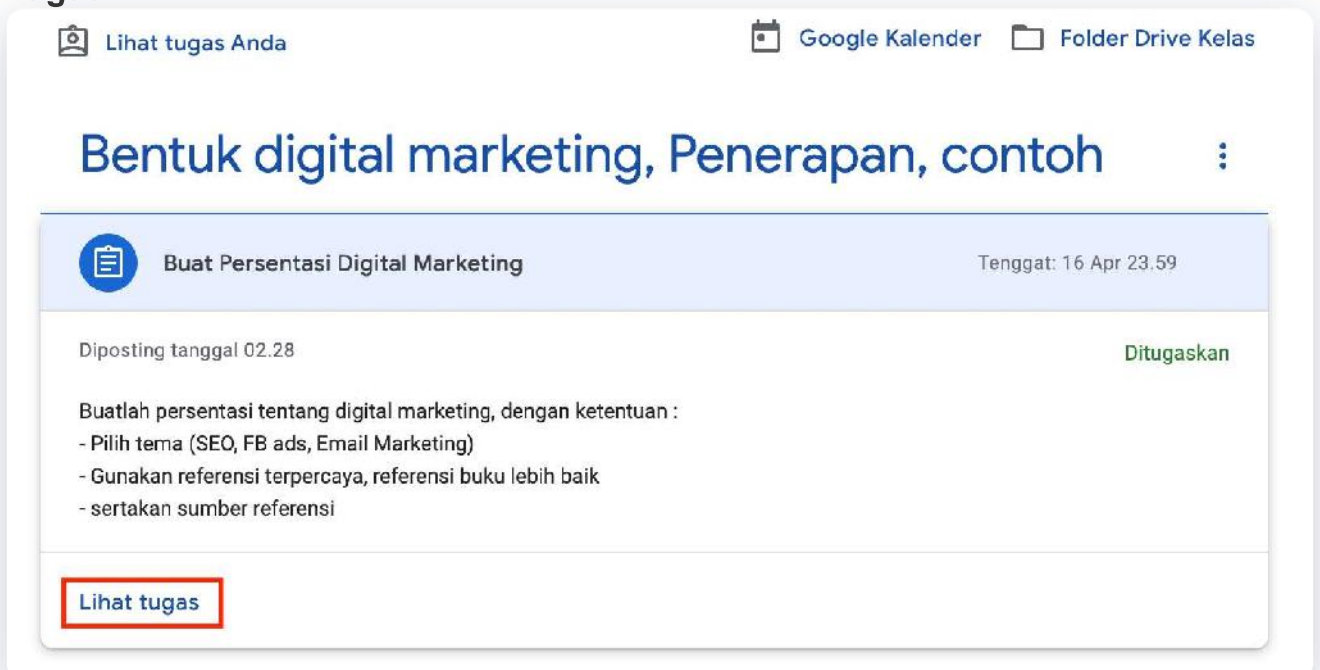 Lihat tugas Anda
Google Kalender
Folder Drive Kelas
Bentuk digital marketing, Penerapan, contoh
Buat Persentasi Digital Marketing
Tenggat: 16 Apr 23.59
Diposting tanggal 02.28
Ditugaskan
Buatlah persentasi tentang digital marketing, dengan ketentuan :
- Pilih tema (SEO, FB ads, Email Marketing)
- Gunakan referensi terpercaya, referensi buku lebih baik
- sertakan sumber referensi
Lihat tugas